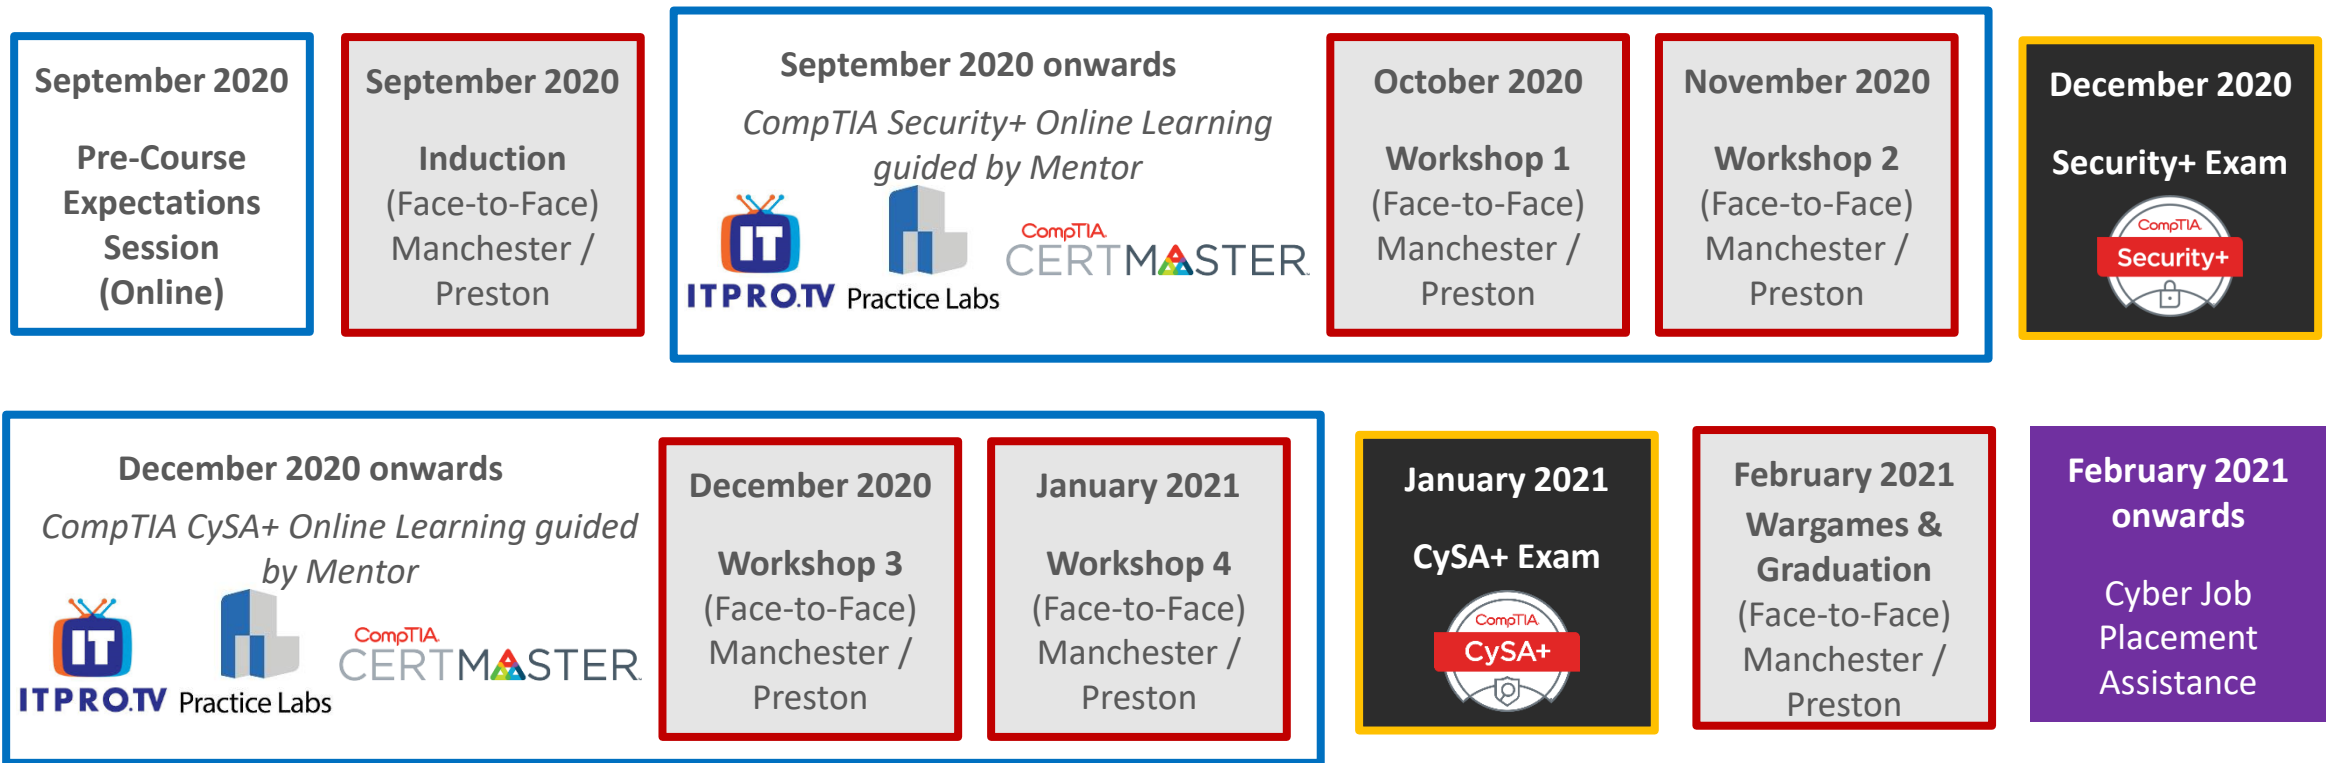 September 2020
Pre-Course
Expectations
Session
(Online)
September 2020
Induction
(Face-to-Face)
Manchester /
Preston
September 2020 onwards
CompTIA Security+ Online Learning
guided by Mentor
IT
ITPRO.TV
Practice Labs
CompTIA
CERTMASTER
October 2020
Workshop 1
(Face-to-Face)
Manchester /
Preston
November 2020
Workshop 2
(Face-to-Face)
Manchester /
Preston
December 2020
Security+ Exam
CompTIA
Security+
December 2020 onwards
CompTIA CySA+ Online Learning guided
by Mentor
IT
ITPRO.TV
Practice Labs
CompTIA
CERTMASTER
December 2020
Workshop 3
(Face-to-Face)
Manchester /
Preston
January 2021
Workshop 4
(Face-to-Face)
Manchester /
Preston
January 2021
CySA+ Exam
CompTIA
CySA+
February 2021
Wargames &
Graduation
(Face-to-Face)
Manchester /
Preston
February 2021
onwards
Cyber Job
Placement
Assistance